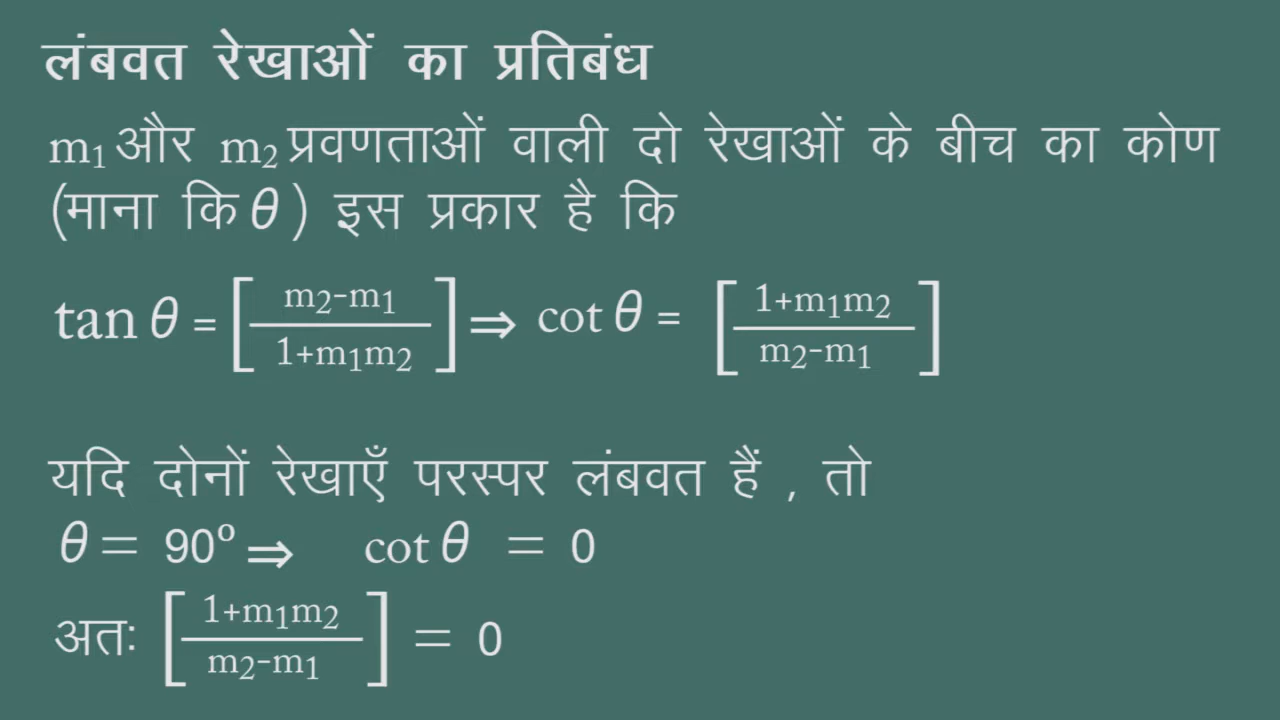 लंबवत रेखाओं का प्रतिबंध
m₁ और m₂ प्रवणताओं वाली दो रेखाओं के बीच का कोण
(माना कि θ ) इस प्रकार है कि
tan θ = [ (m₂-m₁) / (1+m₁m₂) ] ⇒ cot θ = [ (1+m₁m₂) / (m₂-m₁) ]
यदि दोनों रेखाएँ परस्पर लंबवत हैं , तो
θ = 90° ⇒ cot θ = 0
अतः [ (1+m₁m₂) / (m₂-m₁) ] = 0